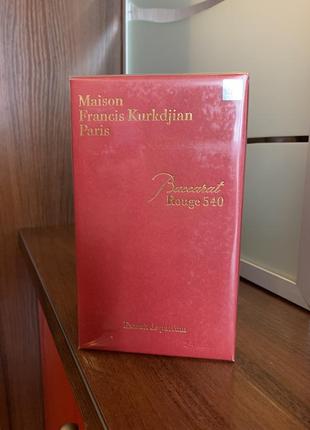 Maison
Francis Kurkdjian
Paris
Baccarat
Rouge 540
Extrait de parfum